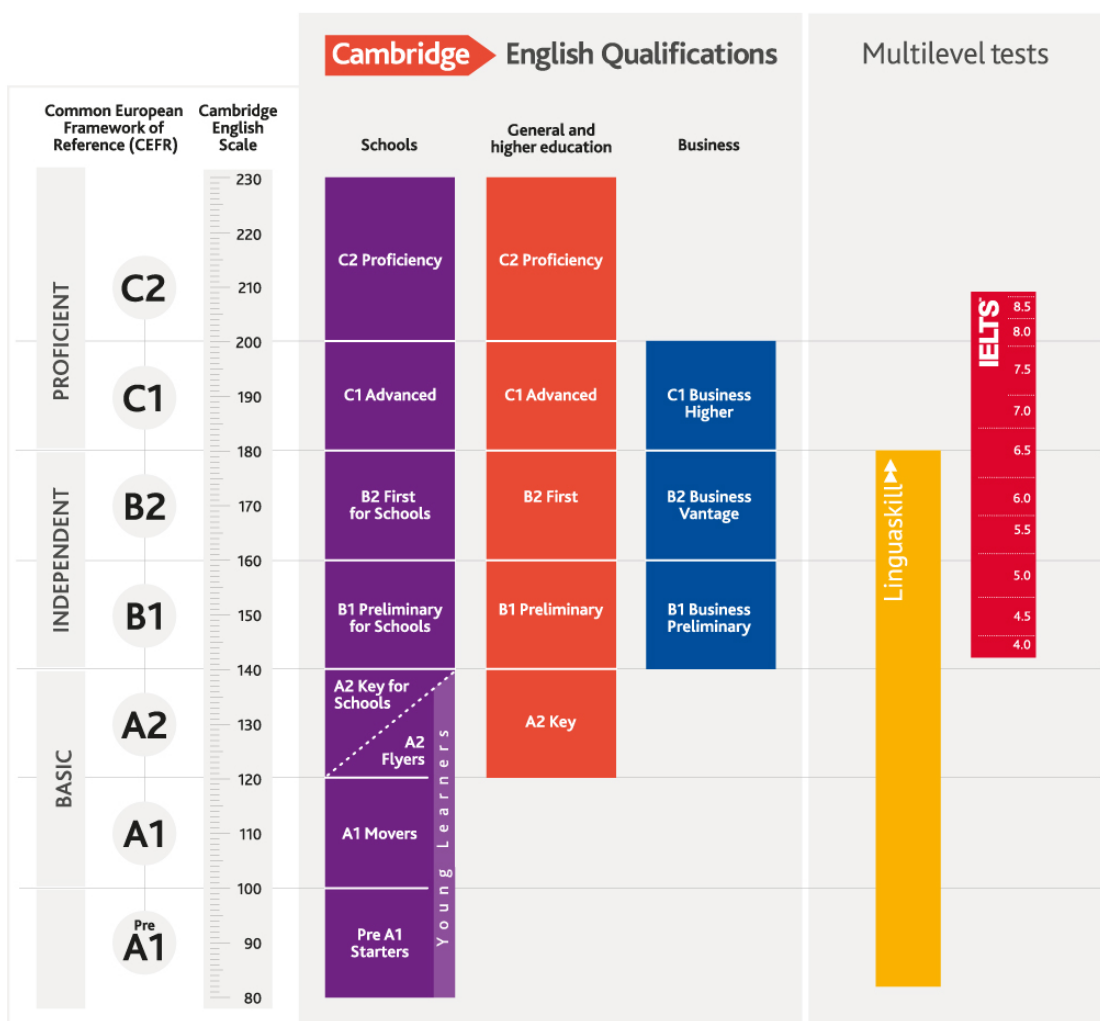 Cambridge English Qualifications
Multilevel tests
Common European
Framework of
Reference (CEFR)
Cambridge
English
Scale
Schools
General and
higher education
Business
PROFICIENT
INDEPENDENT
BASIC
C2
C1
B2
B1
A2
A1
Pre
A1
230
220
210
200
190
180
170
160
150
140
130
120
110
100
90
80
C2 Proficiency
C1 Advanced
B2 First
for Schools
B1 Preliminary
for Schools
A2 Key for
Schools
A2
Flyers
A1 Movers
Pre A1
Starters
Young Learners
C2 Proficiency
C1 Advanced
B2 First
B1 Preliminary
A2 Key
C1 Business
Higher
B2 Business
Vantage
B1 Business
Preliminary
Linguaskill
IELTS
8.5
8.0
7.5
7.0
6.5
6.0
5.5
5.0
4.5
4.0